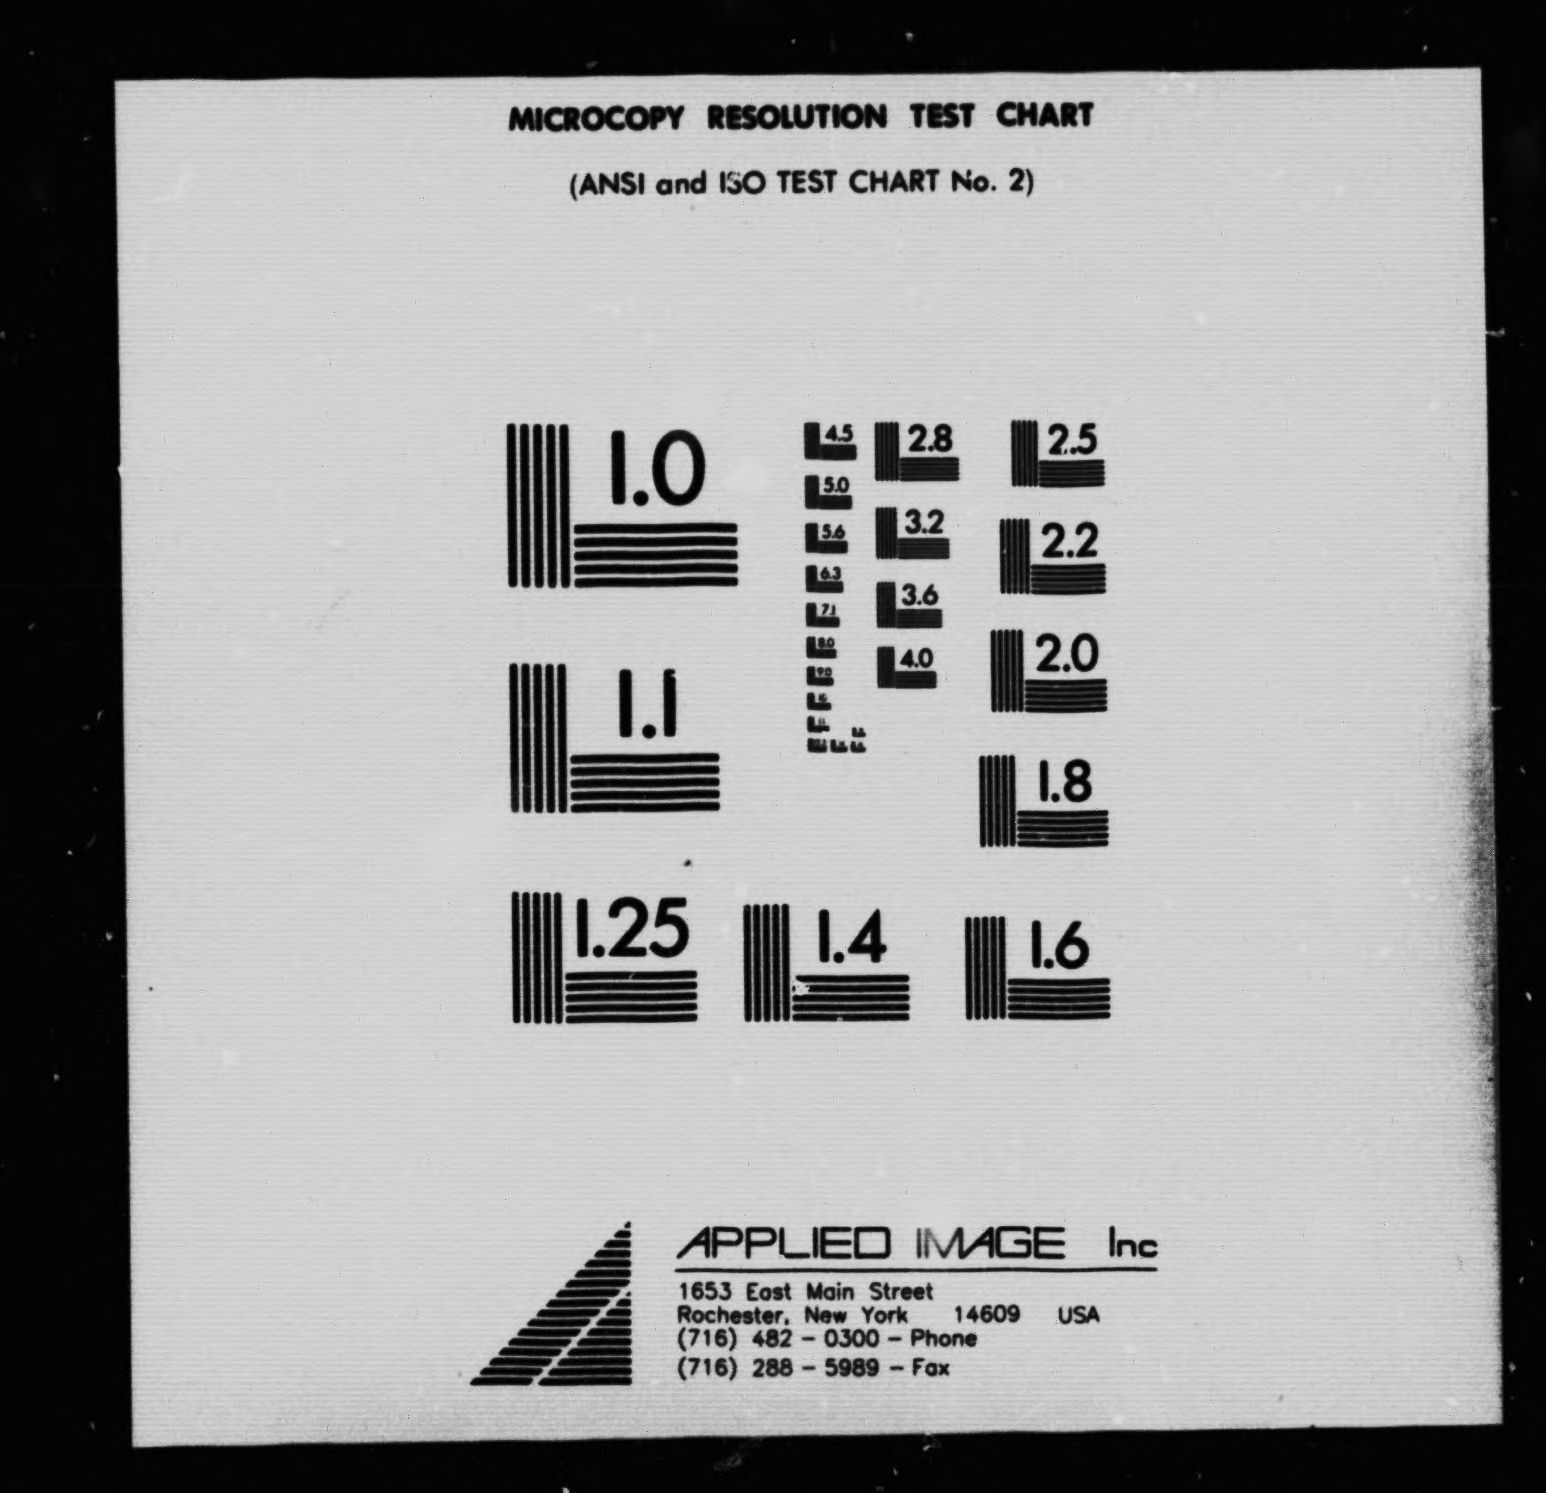 MICROCOPY RESOLUTION TEST CHART
(ANSI and ISO TEST CHART No. 2)
1.0
4.5
2.8
2.5
5.0
3.2
2.2
5.6
6.3
3.6
7.1
2.0
8.0
4.0
9.0
1.1
1.8
1.25
1.4
1.6
APPLIED IMAGE Inc
1653 East Main Street
Rochester, New York 14609 USA
(716) 482 - 0300 - Phone
(716) 288 - 5989 - Fax